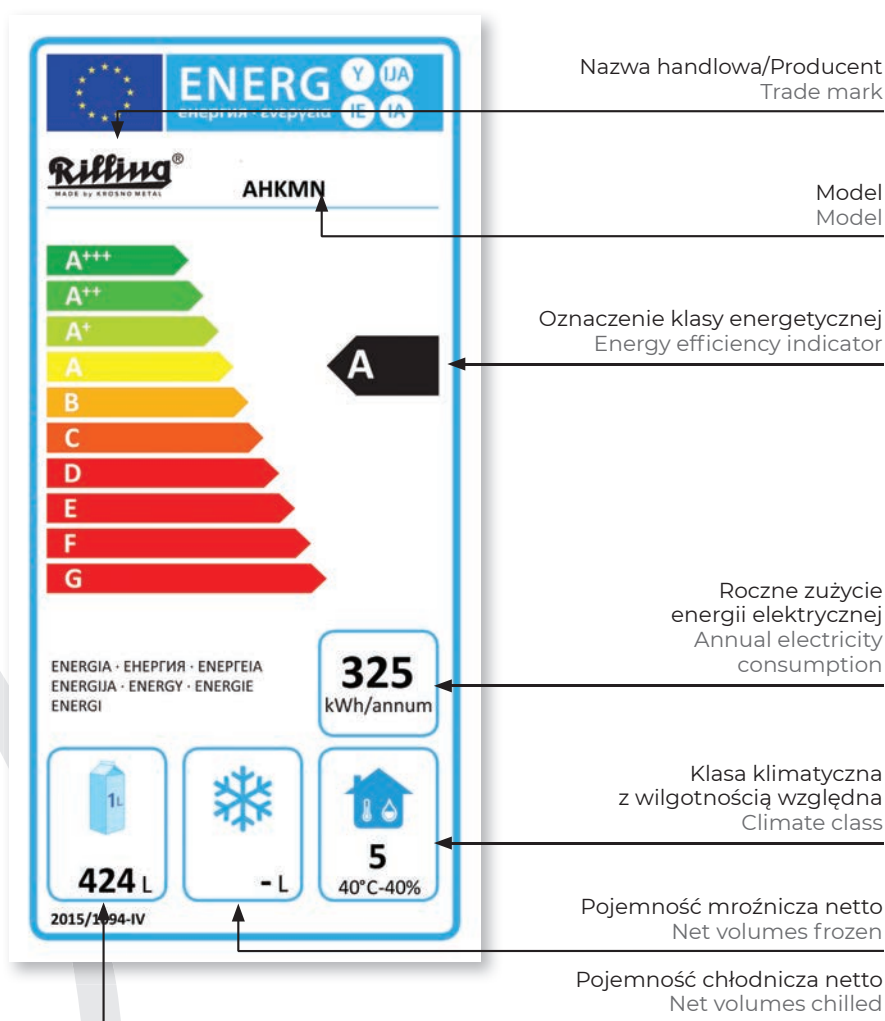 ENERG Y IJA
енергия · ενεργεια IE IA
Rilling®
MADE by KROSNO METAL
AHKMN
A+++
A++
A+
A
B
C
D
E
F
G
A
ENERGIA · ЕНЕРГИЯ · ΕΝΕΡΓΕΙΑ
ENERGIJA · ENERGY · ENERGIE
ENERGI
325
kWh/annum
1L
424 L
- L
5
40°C-40%
2015/1094-IV
Nazwa handlowa/Producent
Trade mark
Model
Model
Oznaczenie klasy energetycznej
Energy efficiency indicator
Roczne zużycie
energii elektrycznej
Annual electricity
consumption
Klasa klimatyczna
z wilgotnością względna
Climate class
Pojemność mroźnicza netto
Net volumes frozen
Pojemność chłodnicza netto
Net volumes chilled